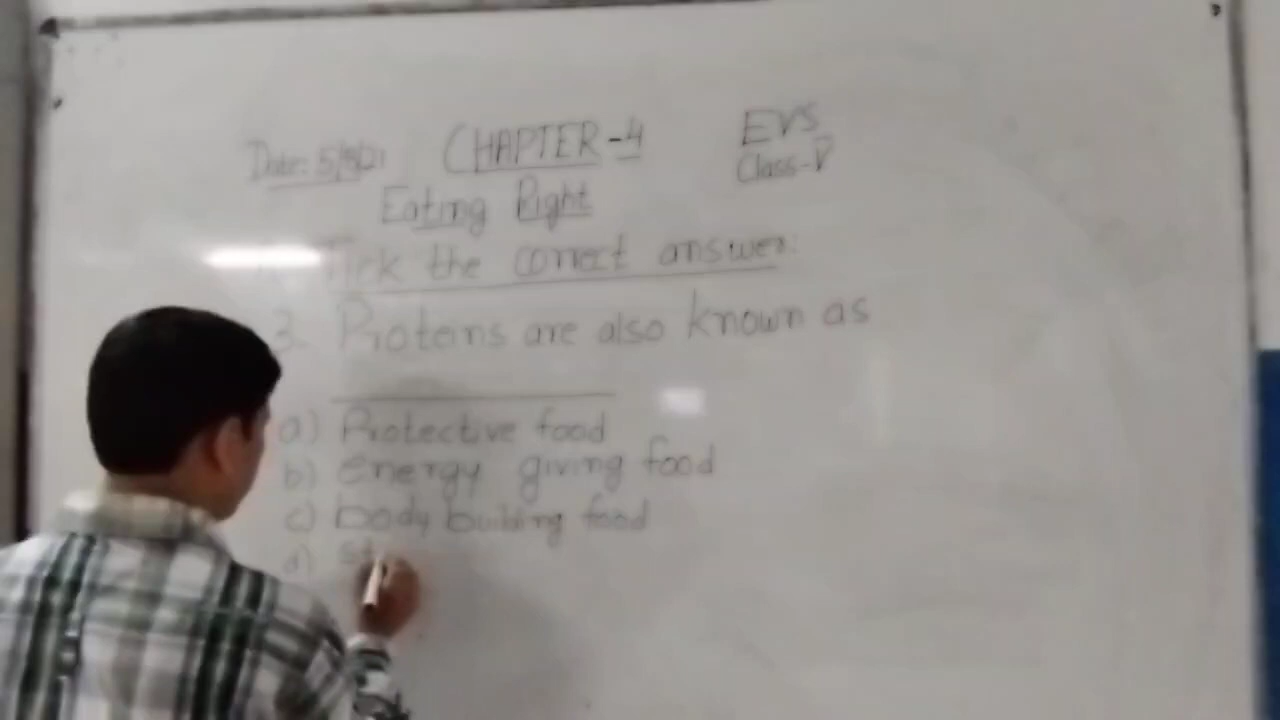 Date: 5/8/21 CHAPTER-4 EVS
Class-V
Eating Right
Tick the correct answer:
3. Proteins are also known as
a) Protective food
b) energy giving food
c) body building food
d)